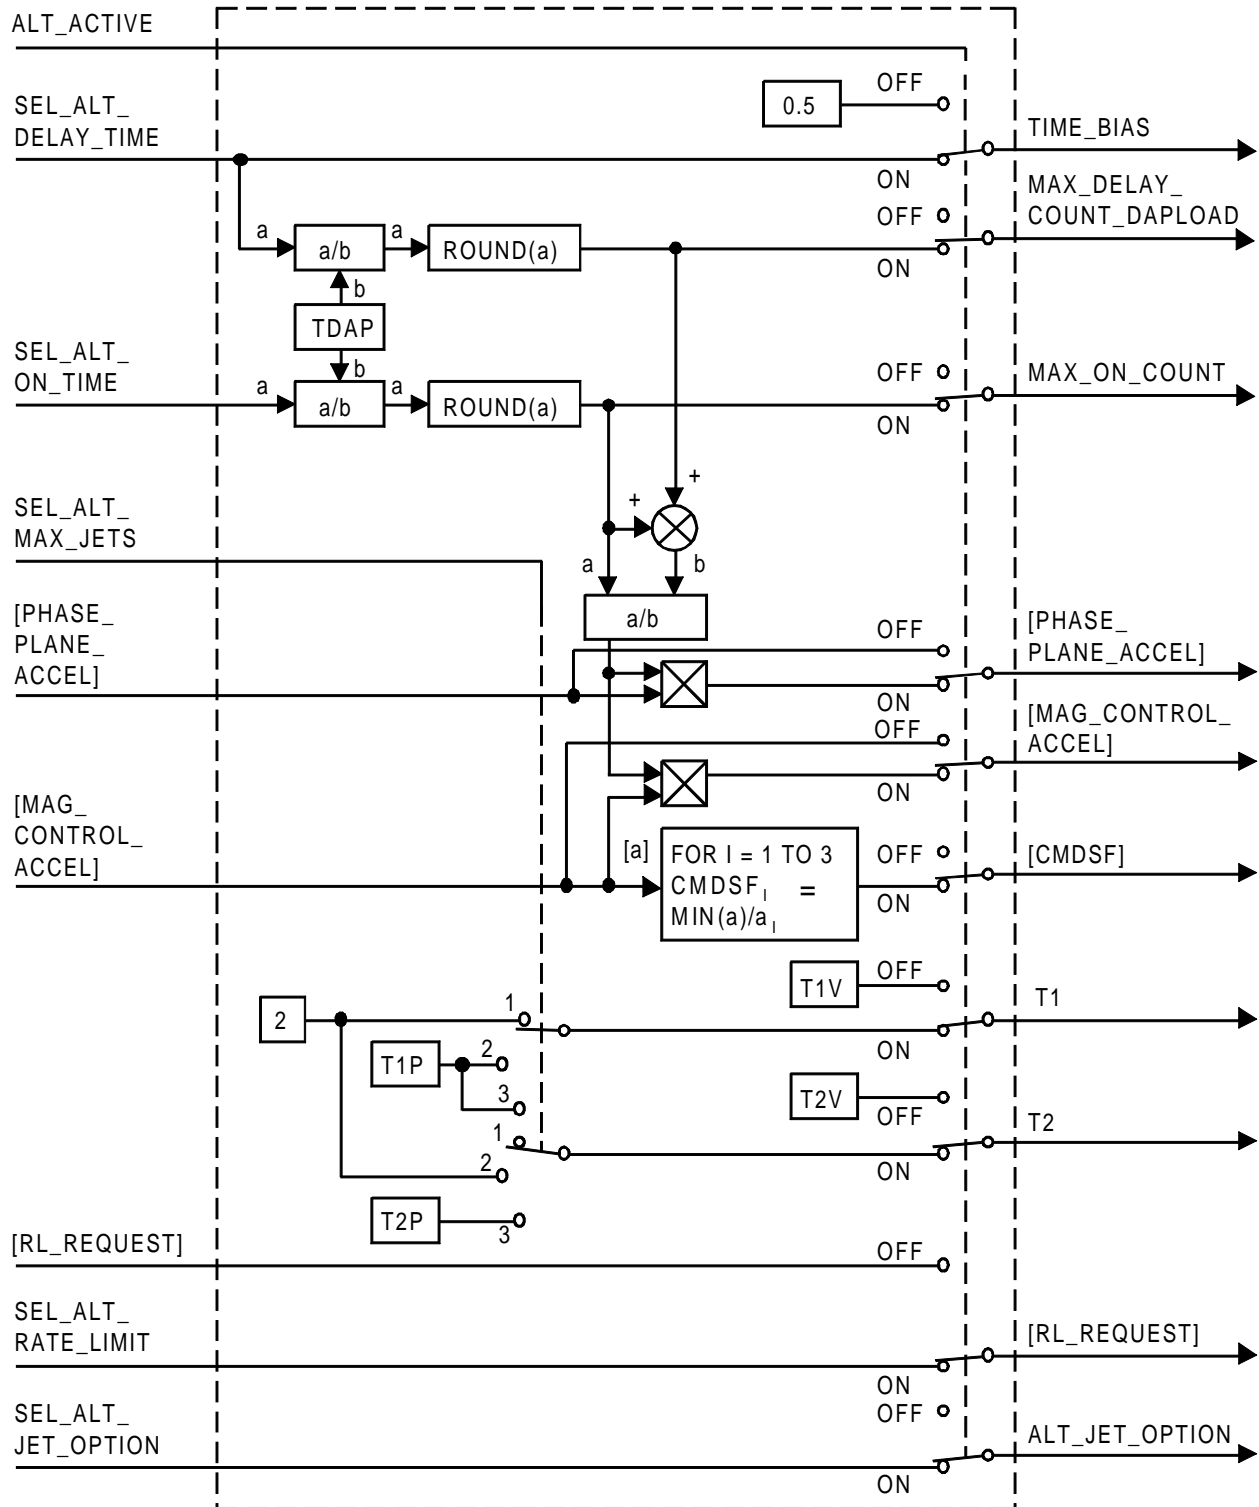 ALT_ACTIVE
OFF
0.5
SEL_ALT_
DELAY_TIME
TIME_BIAS
ON
MAX_DELAY_
COUNT_DAPLOAD
OFF
a
a/b
a
ROUND(a)
ON
b
TDAP
b
SEL_ALT_
ON_TIME
a
a/b
a
ROUND(a)
OFF
MAX_ON_COUNT
ON
+
+
SEL_ALT_
MAX_JETS
a
b
a/b
[PHASE_
PLANE_
ACCEL]
OFF
[PHASE_
PLANE_ACCEL]
ON
OFF
[MAG_CONTROL_
ACCEL]
ON
[MAG_
CONTROL_
ACCEL]
[a]
FOR I = 1 TO 3
CMDSF I =
MIN(a)/a I
OFF
[CMDSF]
ON
T1V
OFF
T1
2
1
ON
T1P
2
3
T2V
OFF
T2
1
2
ON
T2P
3
[RL_REQUEST]
OFF
SEL_ALT_
RATE_LIMIT
[RL_REQUEST]
ON
SEL_ALT_
JET_OPTION
OFF
ALT_JET_OPTION
ON